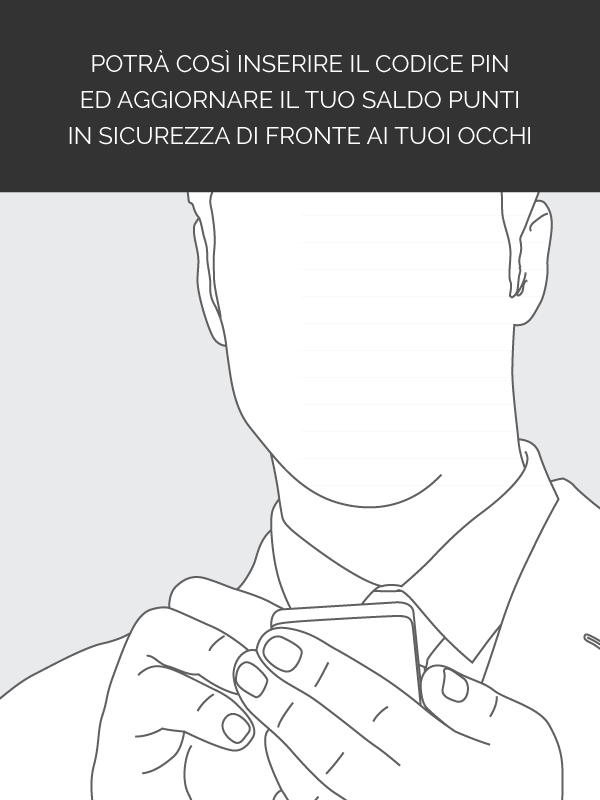 POTRÀ COSÌ INSERIRE IL CODICE PIN
ED AGGIORNARE IL TUO SALDO PUNTI
IN SICUREZZA DI FRONTE AI TUOI OCCHI